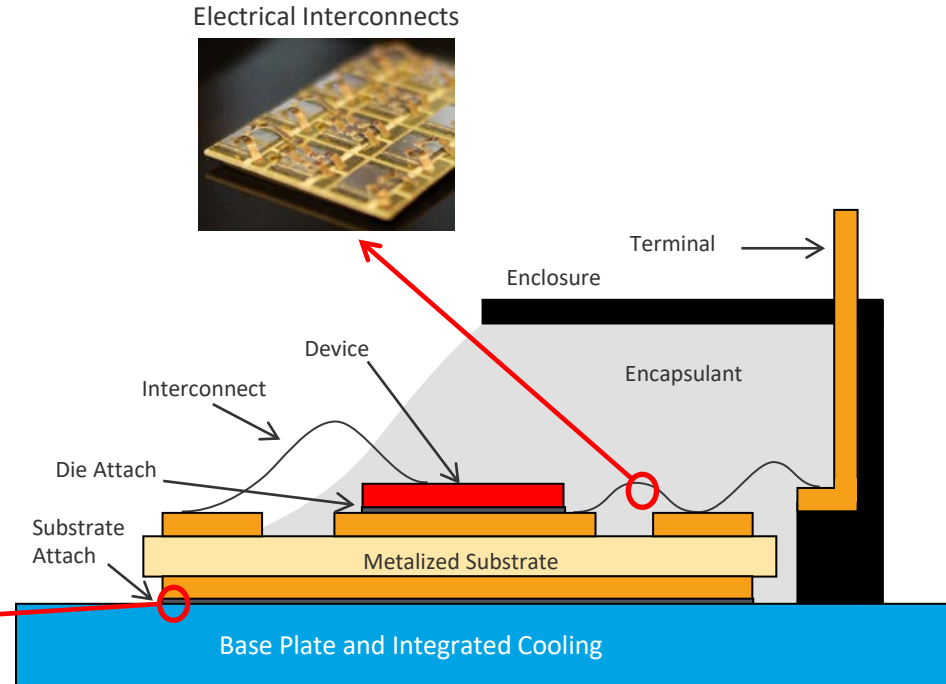 Electrical Interconnects
Terminal
Enclosure
Device
Encapsulant
Interconnect
Die Attach
Substrate
Attach
Metalized Substrate
Base Plate and Integrated Cooling